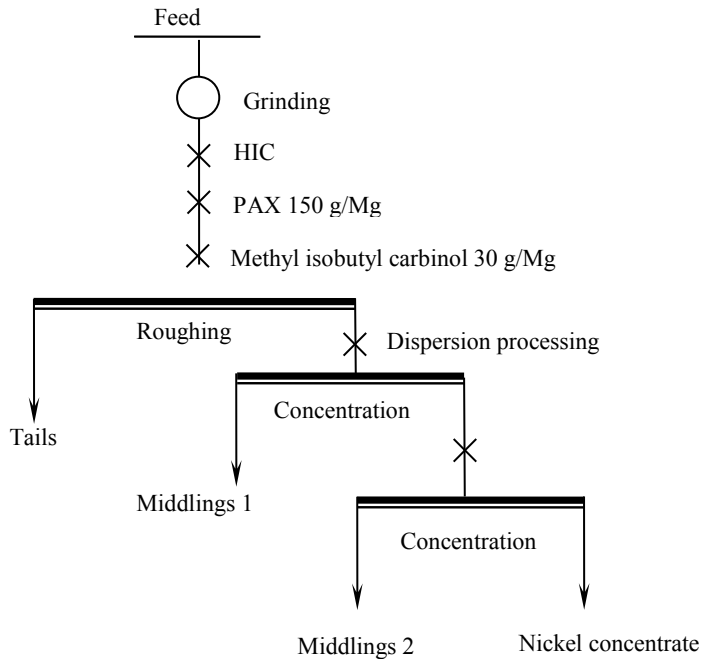 Feed
Grinding
HIC
PAX 150 g/Mg
Methyl isobutyl carbinol 30 g/Mg
Roughing
Dispersion processing
Concentration
Tails
Middlings 1
Concentration
Middlings 2
Nickel concentrate